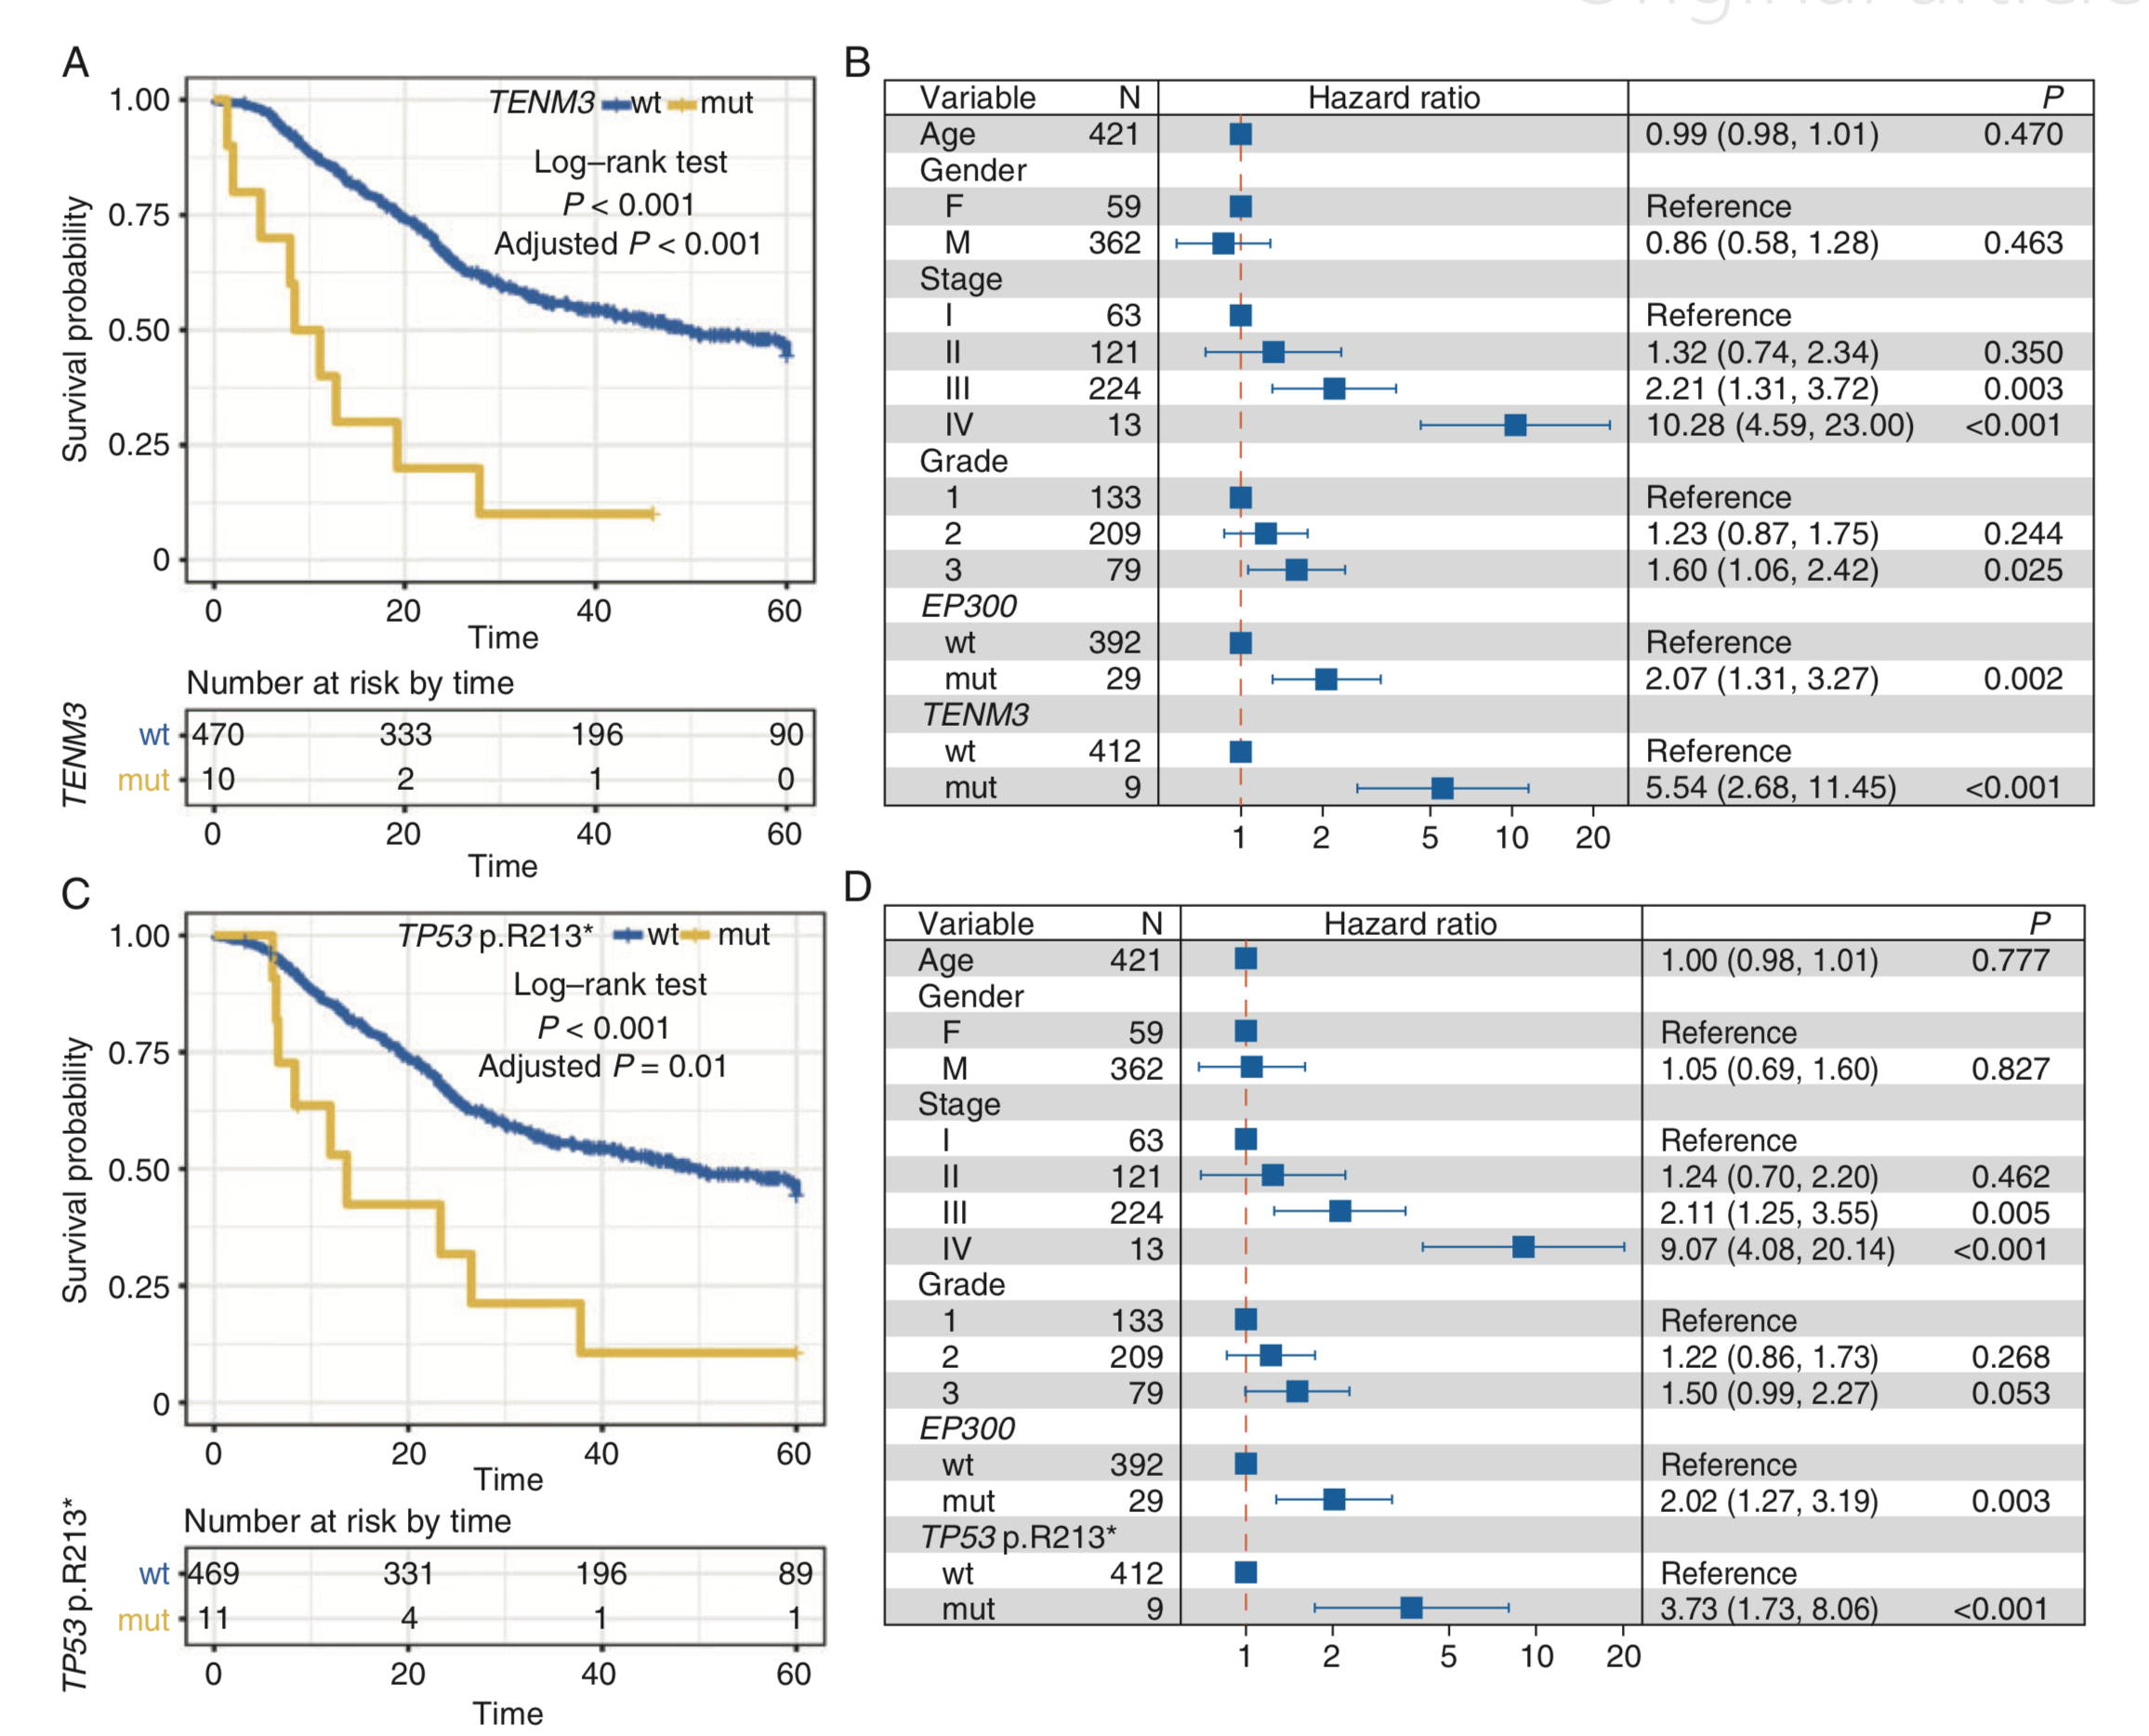 Original article
A
TENM3 wt mut
Log–rank test
P < 0.001
Adjusted P < 0.001
Survival probability
1.00
0.75
0.50
0.25
0
0 20 40 60
Time
Number at risk by time
TENM3
wt 470 333 196 90
mut 10 2 1 0
0 20 40 60
Time
B
Variable N Hazard ratio P
Age 421 0.99 (0.98, 1.01) 0.470
Gender
F 59 Reference
M 362 0.86 (0.58, 1.28) 0.463
Stage
I 63 Reference
II 121 1.32 (0.74, 2.34) 0.350
III 224 2.21 (1.31, 3.72) 0.003
IV 13 10.28 (4.59, 23.00) <0.001
Grade
1 133 Reference
2 209 1.23 (0.87, 1.75) 0.244
3 79 1.60 (1.06, 2.42) 0.025
EP300
wt 392 Reference
mut 29 2.07 (1.31, 3.27) 0.002
TENM3
wt 412 Reference
mut 9 5.54 (2.68, 11.45) <0.001
1 2 5 10 20
C
TP53 p.R213* wt mut
Log–rank test
P < 0.001
Adjusted P = 0.01
Survival probability
1.00
0.75
0.50
0.25
0
0 20 40 60
Time
Number at risk by time
TP53 p.R213*
wt 469 331 196 89
mut 11 4 1 1
0 20 40 60
Time
D
Variable N Hazard ratio P
Age 421 1.00 (0.98, 1.01) 0.777
Gender
F 59 Reference
M 362 1.05 (0.69, 1.60) 0.827
Stage
I 63 Reference
II 121 1.24 (0.70, 2.20) 0.462
III 224 2.11 (1.25, 3.55) 0.005
IV 13 9.07 (4.08, 20.14) <0.001
Grade
1 133 Reference
2 209 1.22 (0.86, 1.73) 0.268
3 79 1.50 (0.99, 2.27) 0.053
EP300
wt 392 Reference
mut 29 2.02 (1.27, 3.19) 0.003
TP53 p.R213*
wt 412 Reference
mut 9 3.73 (1.73, 8.06) <0.001
1 2 5 10 20